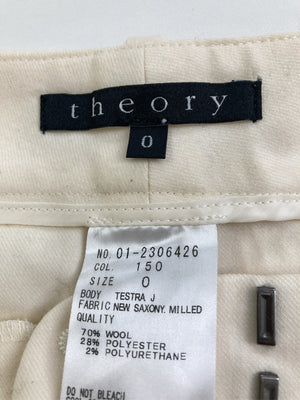 theory
0
NO. 01-2306426
COL. 150
SIZE 0
BODY TESTRA J
FABRIC NEW SAXONY. MILLED
QUALITY
70% WOOL
28% POLYESTER
2% POLYURETHANE
DO NOT BLEACH